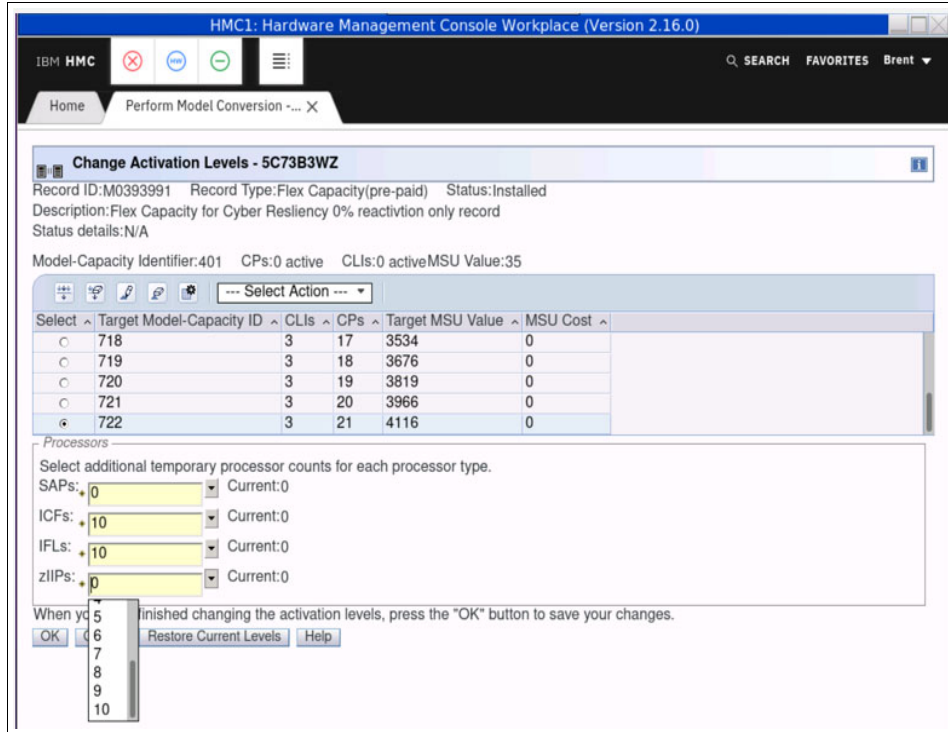 HMC1: Hardware Management Console Workplace (Version 2.16.0)
IBM HMC HW SEARCH FAVORITES Brent
Home Perform Model Conversion -... X
Change Activation Levels - 5C73B3WZ i
Record ID:M0393991 Record Type:Flex Capacity(pre-paid) Status:Installed
Description:Flex Capacity for Cyber Resliency 0% reactivtion only record
Status details:N/A
Model-Capacity Identifier:401 CPs:0 active CLIs:0 activeMSU Value:35
--- Select Action ---
Select Target Model-Capacity ID CLIs CPs Target MSU Value MSU Cost
718 3 17 3534 0
719 3 18 3676 0
720 3 19 3819 0
721 3 20 3966 0
722 3 21 4116 0
Processors
Select additional temporary processor counts for each processor type.
SAPs: 0 Current:0
ICFs: 10 Current:0
IFLs: 10 Current:0
zIIPs: 0 Current:0
When yo finished changing the activation levels, press the "OK" button to save your changes.
5
OK C Restore Current Levels Help
6
7
8
9
10